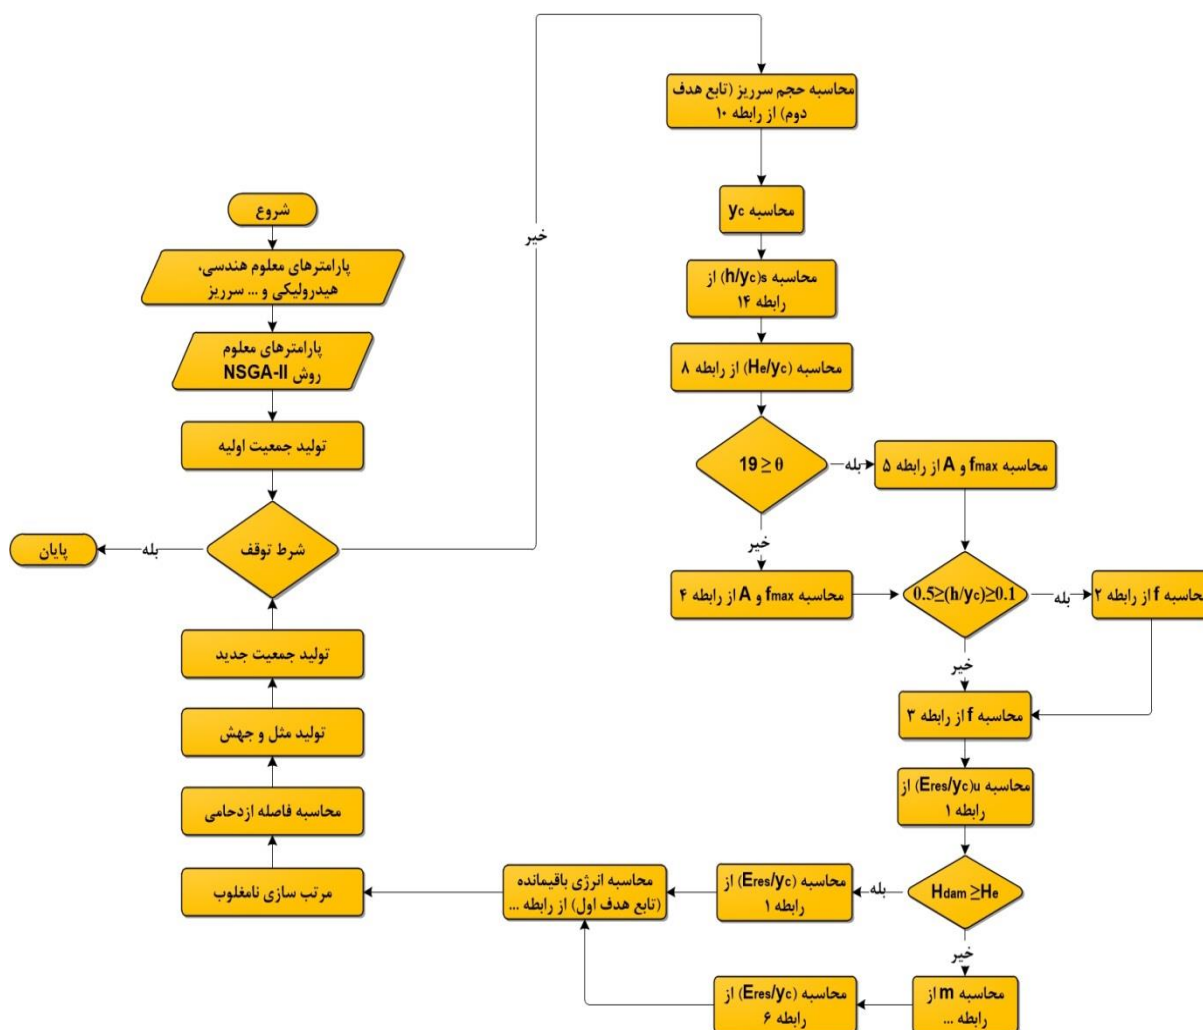 شروع
پارامترهای معلوم هندسی،
هیدرولیکی و ... سرریز
پارامترهای معلوم
روش NSGA-II
تولید جمعیت اولیه
شرط توقف
بله
پایان
خیر
محاسبه حجم سرریز (تابع هدف
دوم) از رابطه ۱۰
محاسبه yc
محاسبه (h/yc)s از
رابطه ۱۴
محاسبه (He/yc) از رابطه ۸
19 ≥ θ
بله
محاسبه fmax و A از رابطه ۵
خیر
محاسبه fmax و A از رابطه ۴
0.5≥(h/yc)≥0.1
بله
محاسبه f از رابطه ۲
خیر
محاسبه f از رابطه ۳
محاسبه (Eres/yc)u از
رابطه ۱
Hdam ≥He
بله
محاسبه (Eres/yc) از
رابطه ۱
خیر
محاسبه m از
رابطه ...
محاسبه (Eres/yc) از
رابطه ۶
محاسبه انرژی باقیمانده
(تابع هدف اول) از رابطه ...
مرتب سازی نامغلوب
محاسبه فاصله ازدحامی
تولید مثل و جهش
تولید جمعیت جدید